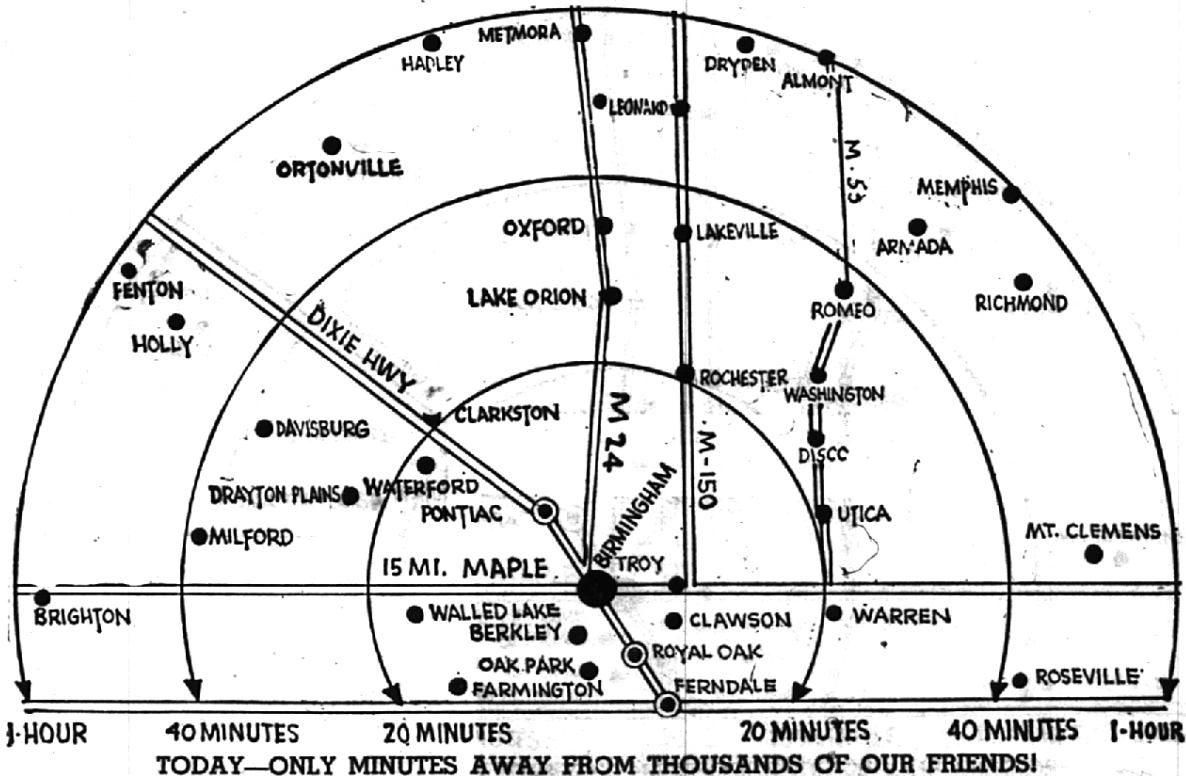 METMORA
HADLEY
DRYDEN
ALMONT
LEONARD
ORTONVILLE
M-53
MEMPHIS
OXFORD
LAKEVILLE
ARMADA
FENTON
LAKE ORION
ROMEO
RICHMOND
HOLLY
DIXIE HWY
ROCHESTER
WASHINGTON
CLARKSTON
M 24
DAVISBURG
M-150
DISCO
DRAYTON PLAINS
WATERFORD
PONTIAC
BIRMINGHAM
UTICA
MILFORD
MT. CLEMENS
15 MI. MAPLE
TROY
BRIGHTON
WALLED LAKE
CLAWSON
WARREN
BERKLEY
ROYAL OAK
OAK PARK
ROSEVILLE
FARMINGTON
FERNDALE
1-HOUR 40 MINUTES 20 MINUTES 20 MINUTES 40 MINUTES 1-HOUR
TODAY—ONLY MINUTES AWAY FROM THOUSANDS OF OUR FRIENDS!